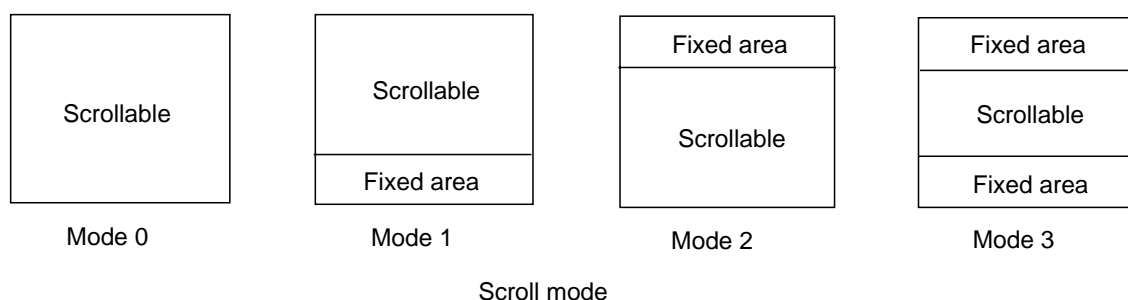 Scrollable
Mode 0
Scrollable
Fixed area
Mode 1
Fixed area
Scrollable
Mode 2
Fixed area
Scrollable
Fixed area
Mode 3
Scroll mode